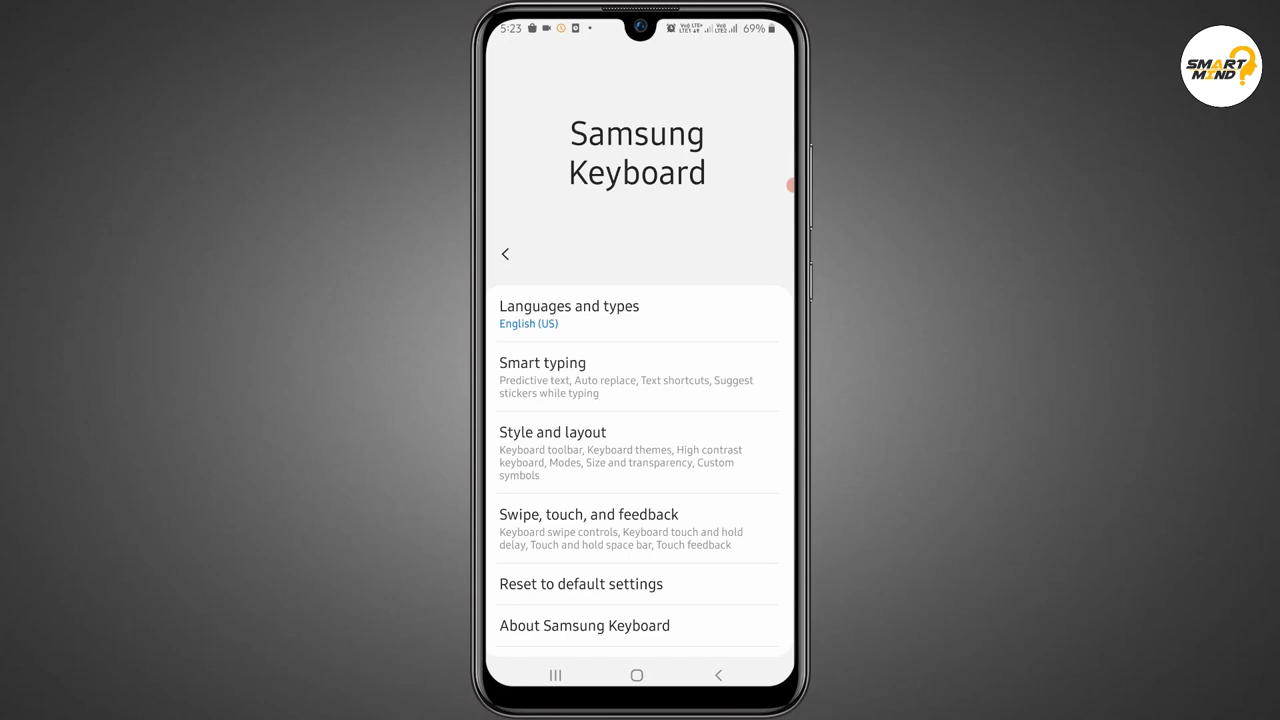 5:23
69%
SMART
MIND
Samsung
Keyboard
Languages and types
English (US)
Smart typing
Predictive text, Auto replace, Text shortcuts, Suggest
stickers while typing
Style and layout
Keyboard toolbar, Keyboard themes, High contrast
keyboard, Modes, Size and transparency, Custom
symbols
Swipe, touch, and feedback
Keyboard swipe controls, Keyboard touch and hold
delay, Touch and hold space bar, Touch feedback
Reset to default settings
About Samsung Keyboard